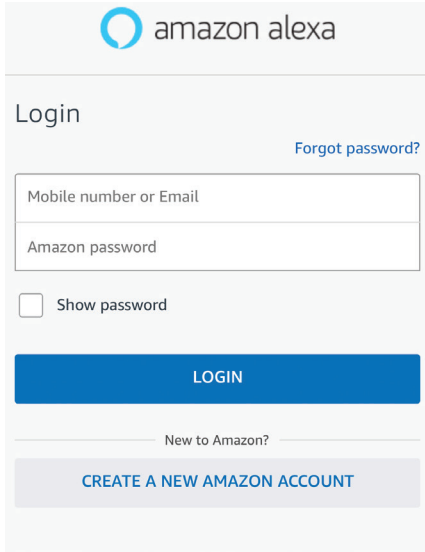 amazon alexa
Login
Forgot password?
Mobile number or Email
Amazon password
Show password
LOGIN
New to Amazon?
CREATE A NEW AMAZON ACCOUNT